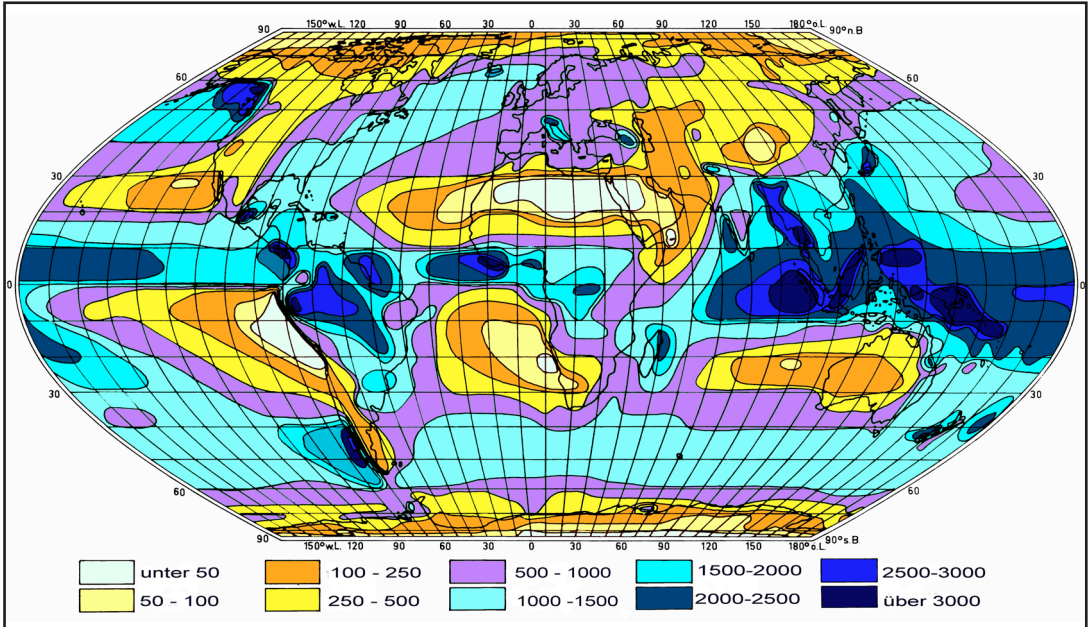 90 150°w.L. 120 90 60 30 0 30 60 90 120 150 180°o.L. 90°n.B
60 60
30 30
0 0
30 30
60 60
90 150°w.L. 120 90 60 30 0 30 60 90 120 150 180°o.L. 90°s.B
unter 50 100 - 250 500 - 1000 1500-2000 2500-3000
50 - 100 250 - 500 1000 -1500 2000-2500 über 3000